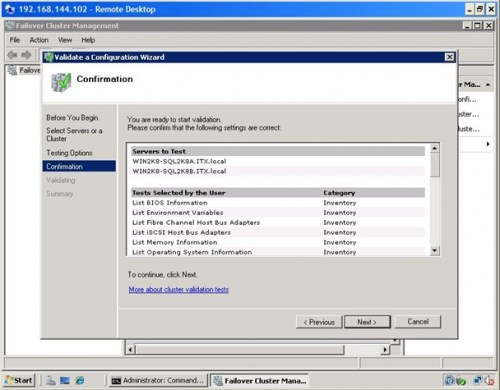 192.168.144.102 - Remote Desktop
Failover Cluster Management
File Action View Help
Failover
Validate a Configuration Wizard
Confirmation
Before You Begin
Select Servers or a
Cluster
Testing Options
Confirmation
Validating
Summary
You are ready to start validation.
Please confirm that the following settings are correct:
Servers to Test
WIN2K8-SQL2K8A.ITX.local
WIN2K8-SQL2K8B.ITX.local
Tests Selected by the User Category
List BIOS Information Inventory
List Environment Variables Inventory
List Fibre Channel Host Bus Adapters Inventory
List iSCSI Host Bus Adapters Inventory
List Memory Information Inventory
List Operating System Information Inventory
To continue, click Next.
More about cluster validation tests
< Previous Next > Cancel
Ma...
onfi...
uster...
uste...
Start Administrator: Command... Failover Cluster Mana...